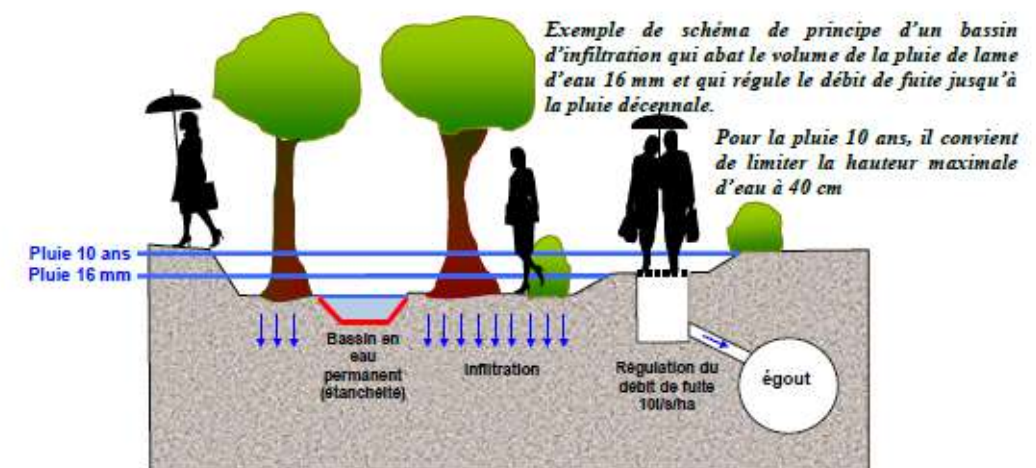 Exemple de schéma de principe d'un bassin
d'infiltration qui abat le volume de la pluie de lame
d'eau 16 mm et qui régule le débit de fuite jusqu'à
la pluie décennale.
Pour la pluie 10 ans, il convient
de limiter la hauteur maximale
d'eau à 40 cm
Pluie 10 ans
Pluie 16 mm
Bassin en
eau
permanent
(étanchéité)
Infiltration
Régulation du
débit de fuite
10l/s/ha
égout